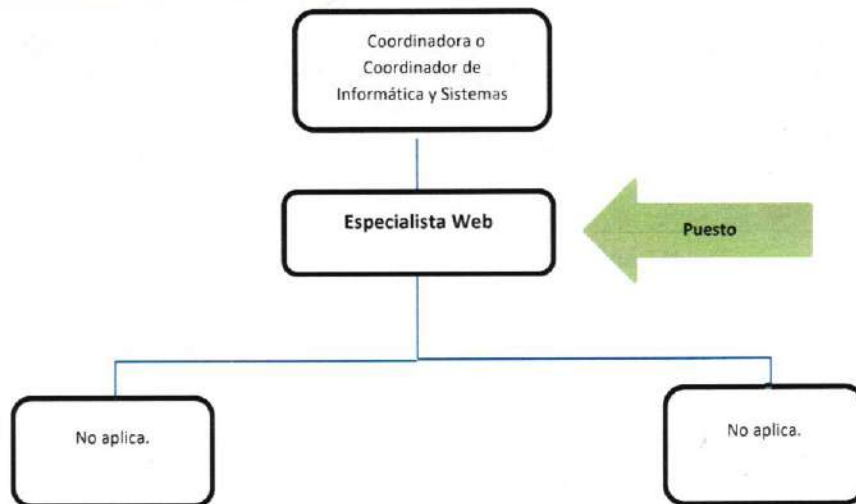 Coordinadora o
Coordinador de
Informática y Sistemas
Especialista Web
Puesto
No aplica.
No aplica.